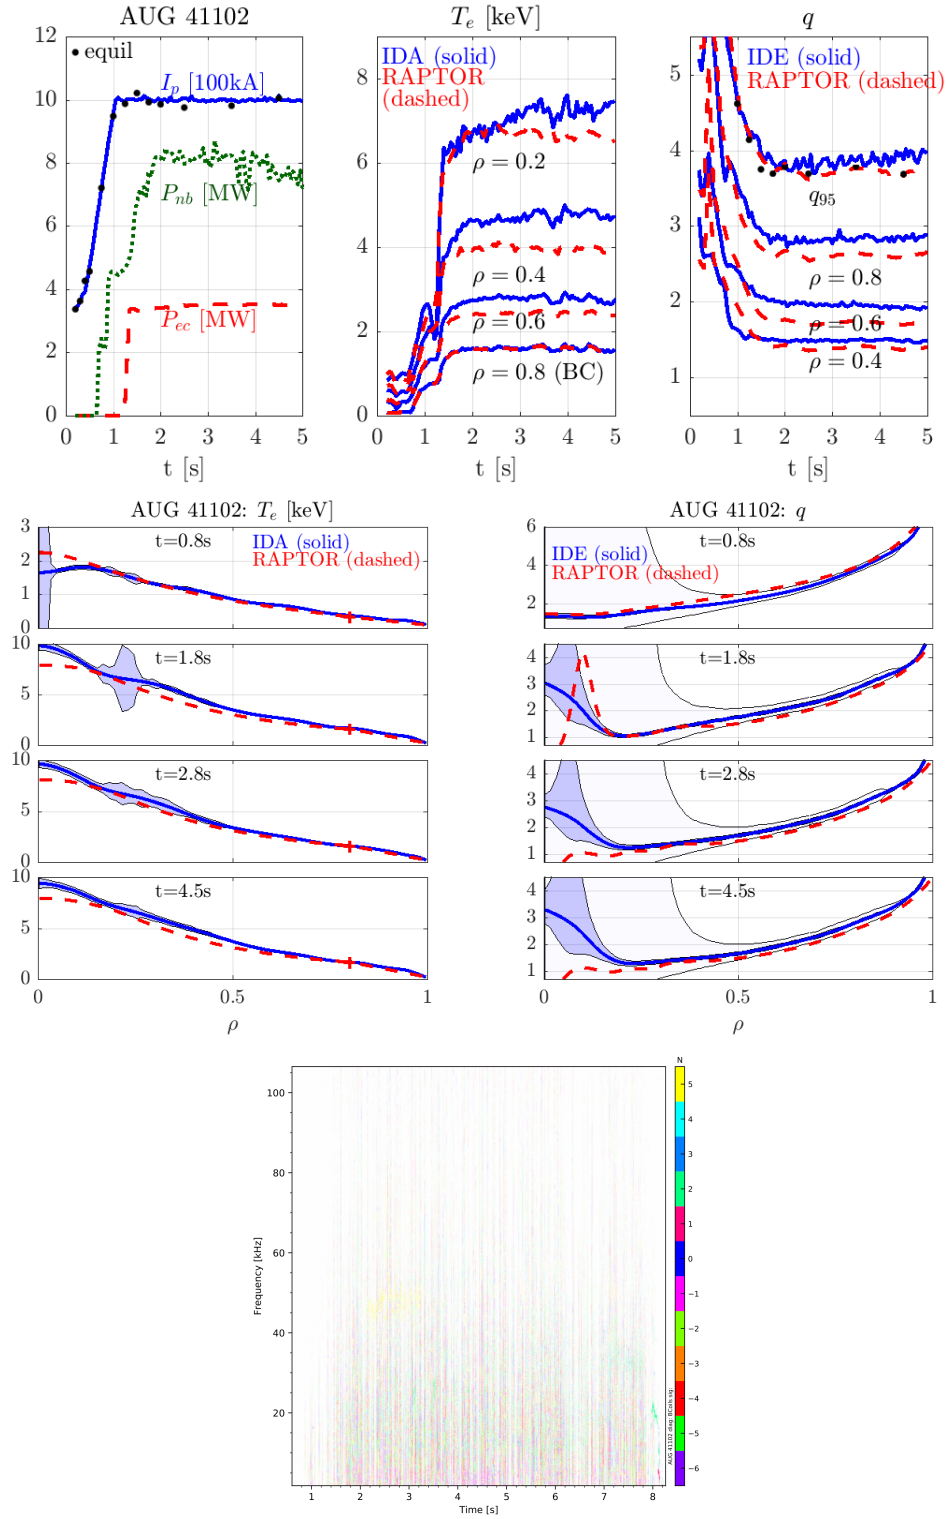 AUG 41102
equil
I_p [100kA]
P_nb [MW]
P_ec [MW]
12
10
8
6
4
2
0
0 1 2 3 4 5
t [s]
T_e [keV]
IDA (solid)
RAPTOR
(dashed)
ρ = 0.2
ρ = 0.4
ρ = 0.6
ρ = 0.8 (BC)
8
6
4
2
0
0 1 2 3 4 5
t [s]
q
IDE (solid)
RAPTOR (dashed)
q_95
ρ = 0.8
ρ = 0.6
ρ = 0.4
5
4
3
2
1
0 1 2 3 4 5
t [s]
AUG 41102: T_e [keV]
t=0.8s
IDA (solid)
RAPTOR (dashed)
3
2
1
0
t=1.8s
10
5
0
t=2.8s
10
5
0
t=4.5s
10
5
0
0 0.5 1
ρ
AUG 41102: q
t=0.8s
IDE (solid)
RAPTOR (dashed)
6
4
2
t=1.8s
4
3
2
1
t=2.8s
4
3
2
1
t=4.5s
4
3
2
1
0 0.5 1
ρ
N
100
80
60
40
20
Frequency [kHz]
1 2 3 4 5 6 7 8
Time [s]
5
4
3
2
1
0
−1
−2
−3
−4
−5
−6
AUG 41102 diag: BCoils sig: